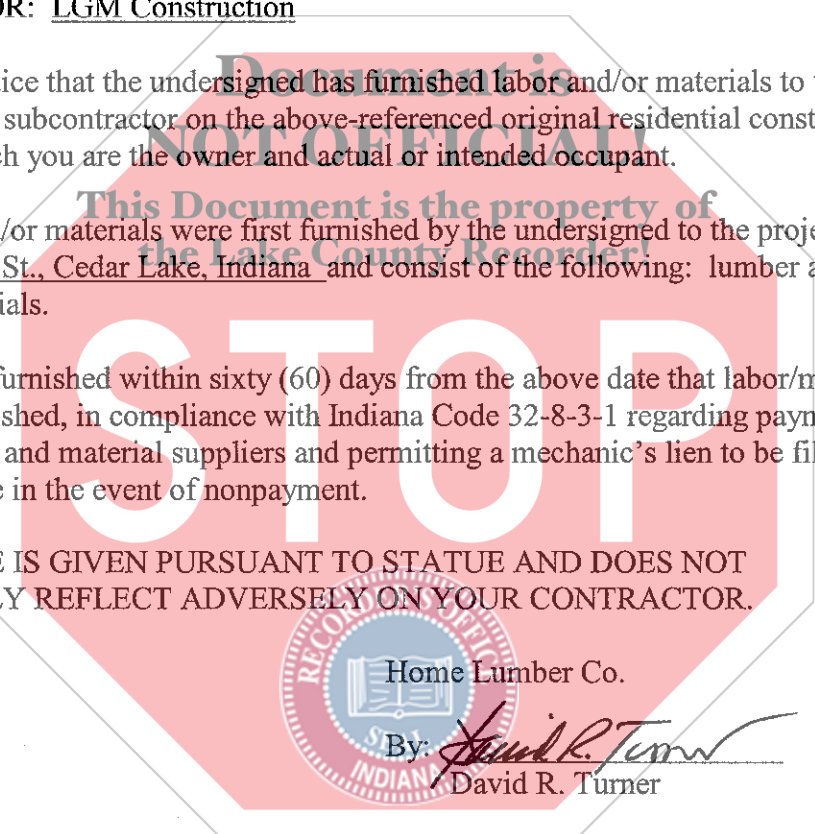 OR: LGM Construction
Document is
ice that the undersigned has furnished labor and/or materials to
subcontractor on the above-referenced original residential const
NOT OFFICIAL!
h you are the owner and actual or intended occupant.
This Document is the property of
/or materials were first furnished by the undersigned to the proje
the Lake County Recorder!
St., Cedar Lake, Indiana and consist of the following: lumber a
ials.
STOP
furnished within sixty (60) days from the above date that labor/m
shed, in compliance with Indiana Code 32-8-3-1 regarding payn
and material suppliers and permitting a mechanic's lien to be fil
e in the event of nonpayment.
E IS GIVEN PURSUANT TO STATUE AND DOES NOT
LY REFLECT ADVERSELY ON YOUR CONTRACTOR.
RECORDER'S OFFICE
SEAL
INDIANA
Home Lumber Co.
By: David R. Turner
David R. Turner